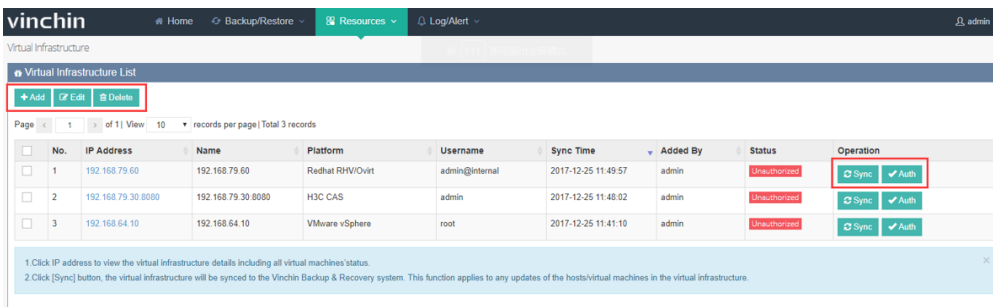 vinchin Home Backup/Restore Resources Log/Alert admin
Virtual Infrastructure
Virtual Infrastructure List
+Add Edit Delete
Page < 1 > of 1| View 10 records per page| Total 3 records
No. IP Address Name Platform Username Sync Time Added By Status Operation
1 192.168.79.60 192.168.79.60 Redhat RHV/Ovirt admin@internal 2017-12-25 11:49:57 admin Unauthorized Sync Auth
2 192.168.79.30:8080 192.168.79.30:8080 H3C CAS admin 2017-12-25 11:48:02 admin Unauthorized Sync Auth
3 192.168.64.10 192.168.64.10 VMware vSphere root 2017-12-25 11:41:10 admin Unauthorized Sync Auth
1.Click IP address to view the virtual infrastructure details including all virtual machines'status.
2.Click [Sync] button, the virtual infrastructure will be synced to the Vinchin Backup & Recovery system. This function applies to any updates of the hosts/virtual machines in the virtual infrastructure.